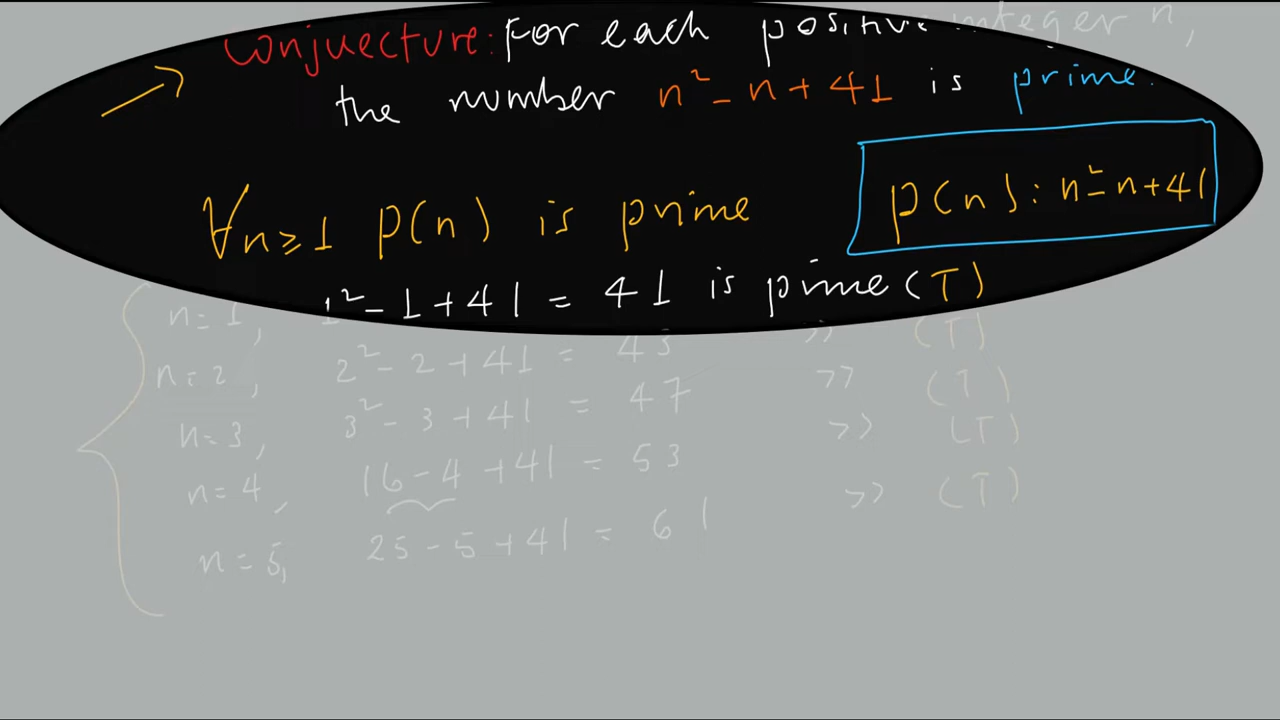 Conjuecture: For each positive integer n,
the number n² - n + 41 is prime.
∀n≥1 p(n) is prime
p(n): n² - n + 41
n=1, 1² - 1 + 41 = 41 is prime (T)
n=2, 2² - 2 + 41 = 43 >> (T)
n=3, 3² - 3 + 41 = 47 >> (T)
n=4, 16 - 4 + 41 = 53 >> (T)
n=5, 25 - 5 + 41 = 61 >> (T)